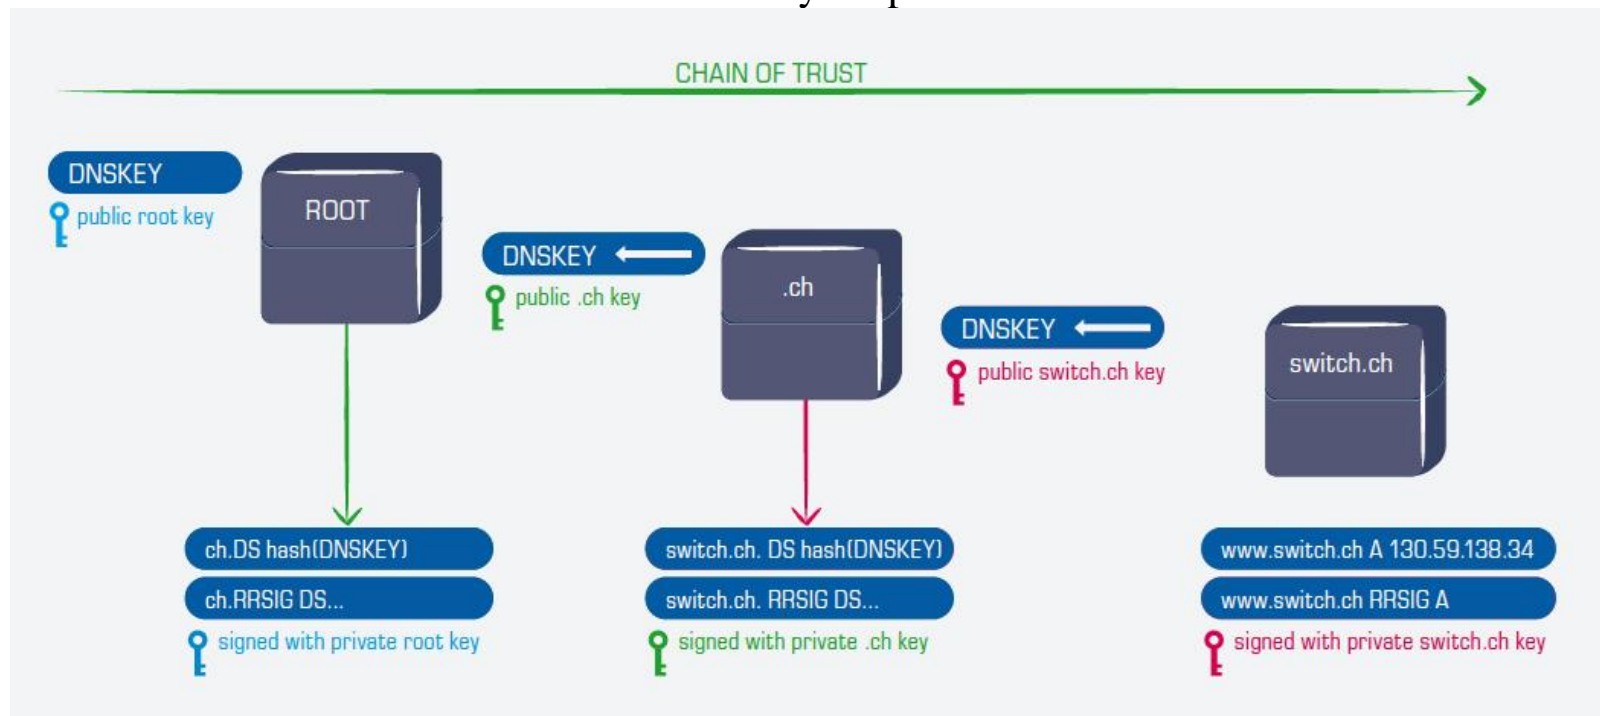 CHAIN OF TRUST
DNSKEY
public root key
ROOT
DNSKEY
public .ch key
.ch
DNSKEY
public switch.ch key
switch.ch
ch.DS hash(DNSKEY)
ch.RRSIG DS...
signed with private root key
switch.ch. DS hash(DNSKEY)
switch.ch. RRSIG DS...
signed with private .ch key
www.switch.ch A 130.59.138.34
www.switch.ch RRSIG A
signed with private switch.ch key